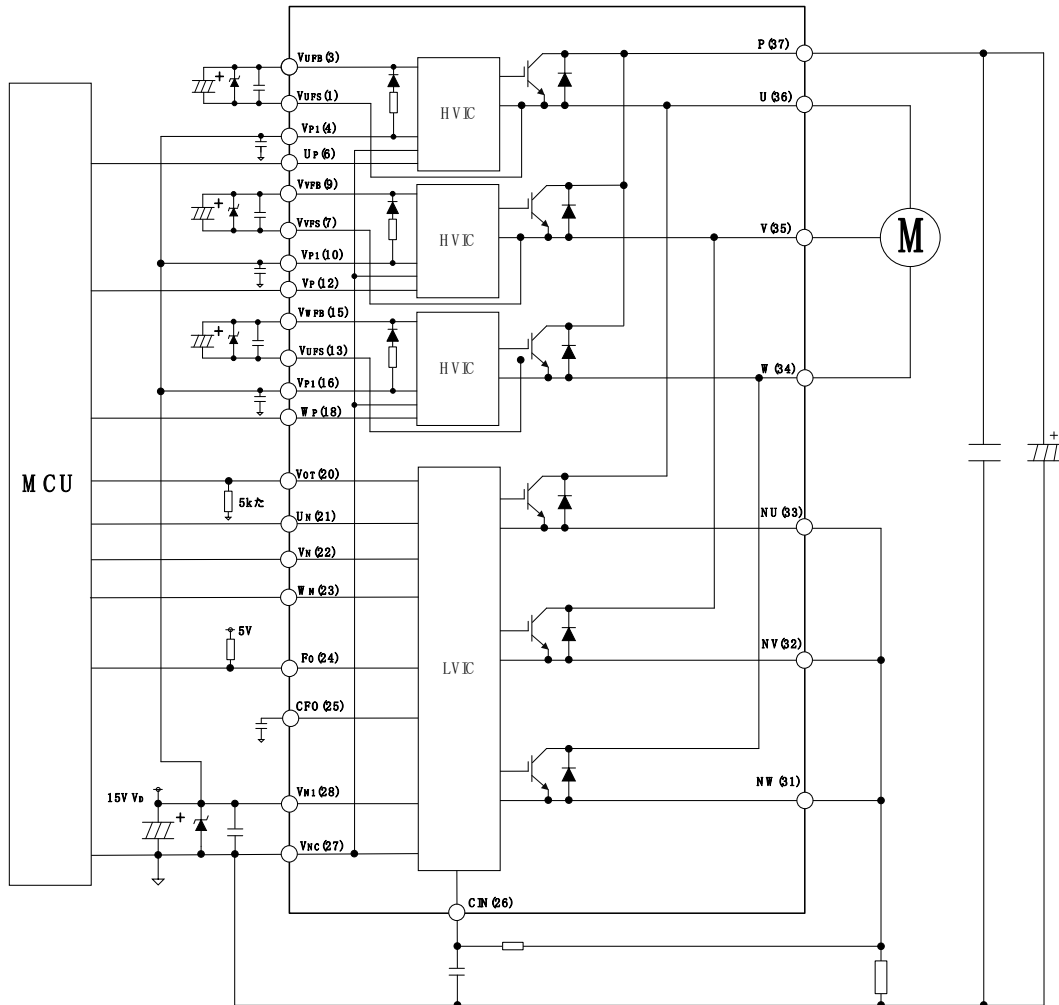 P (37)
VUFB (3)
VUFS (1)
U (36)
HVIC
VP1 (4)
UP (6)
VVFB (9)
VVFS (7)
V (35)
HVIC
M
VP1 (10)
VP (12)
VWFB (15)
VUFS (13)
HVIC
W (34)
VP1 (16)
WP (18)
MCU
VOT (20)
5kた
UN (21)
NU (33)
VN (22)
WN (23)
5V
FO (24)
LVIC
NV (32)
CFO (25)
15V VD
VN1 (28)
NW (31)
VNC (27)
CIN (26)